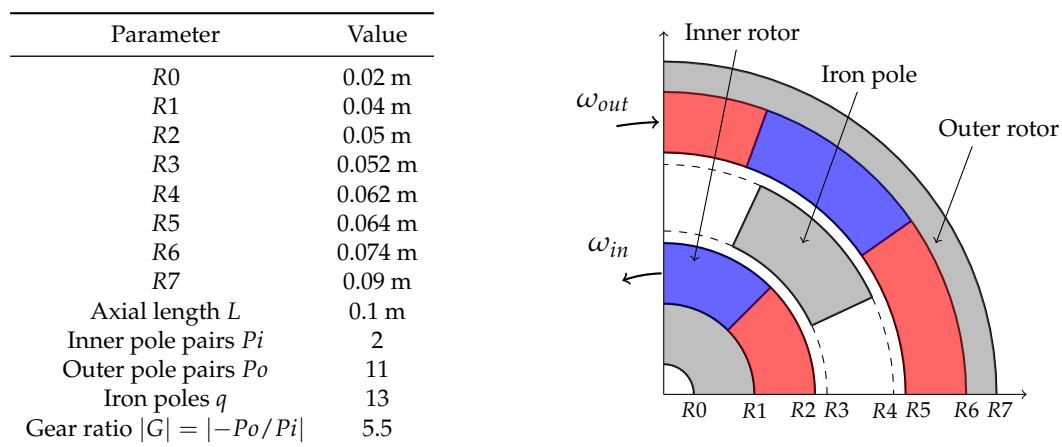 Parameter Value
R0 0.02 m
R1 0.04 m
R2 0.05 m
R3 0.052 m
R4 0.062 m
R5 0.064 m
R6 0.074 m
R7 0.09 m
Axial length L 0.1 m
Inner pole pairs Pi 2
Outer pole pairs Po 11
Iron poles q 13
Gear ratio |G| = |−Po/Pi| 5.5
Inner rotor
Iron pole
ω_out
Outer rotor
ω_in
R0 R1 R2 R3 R4 R5 R6 R7